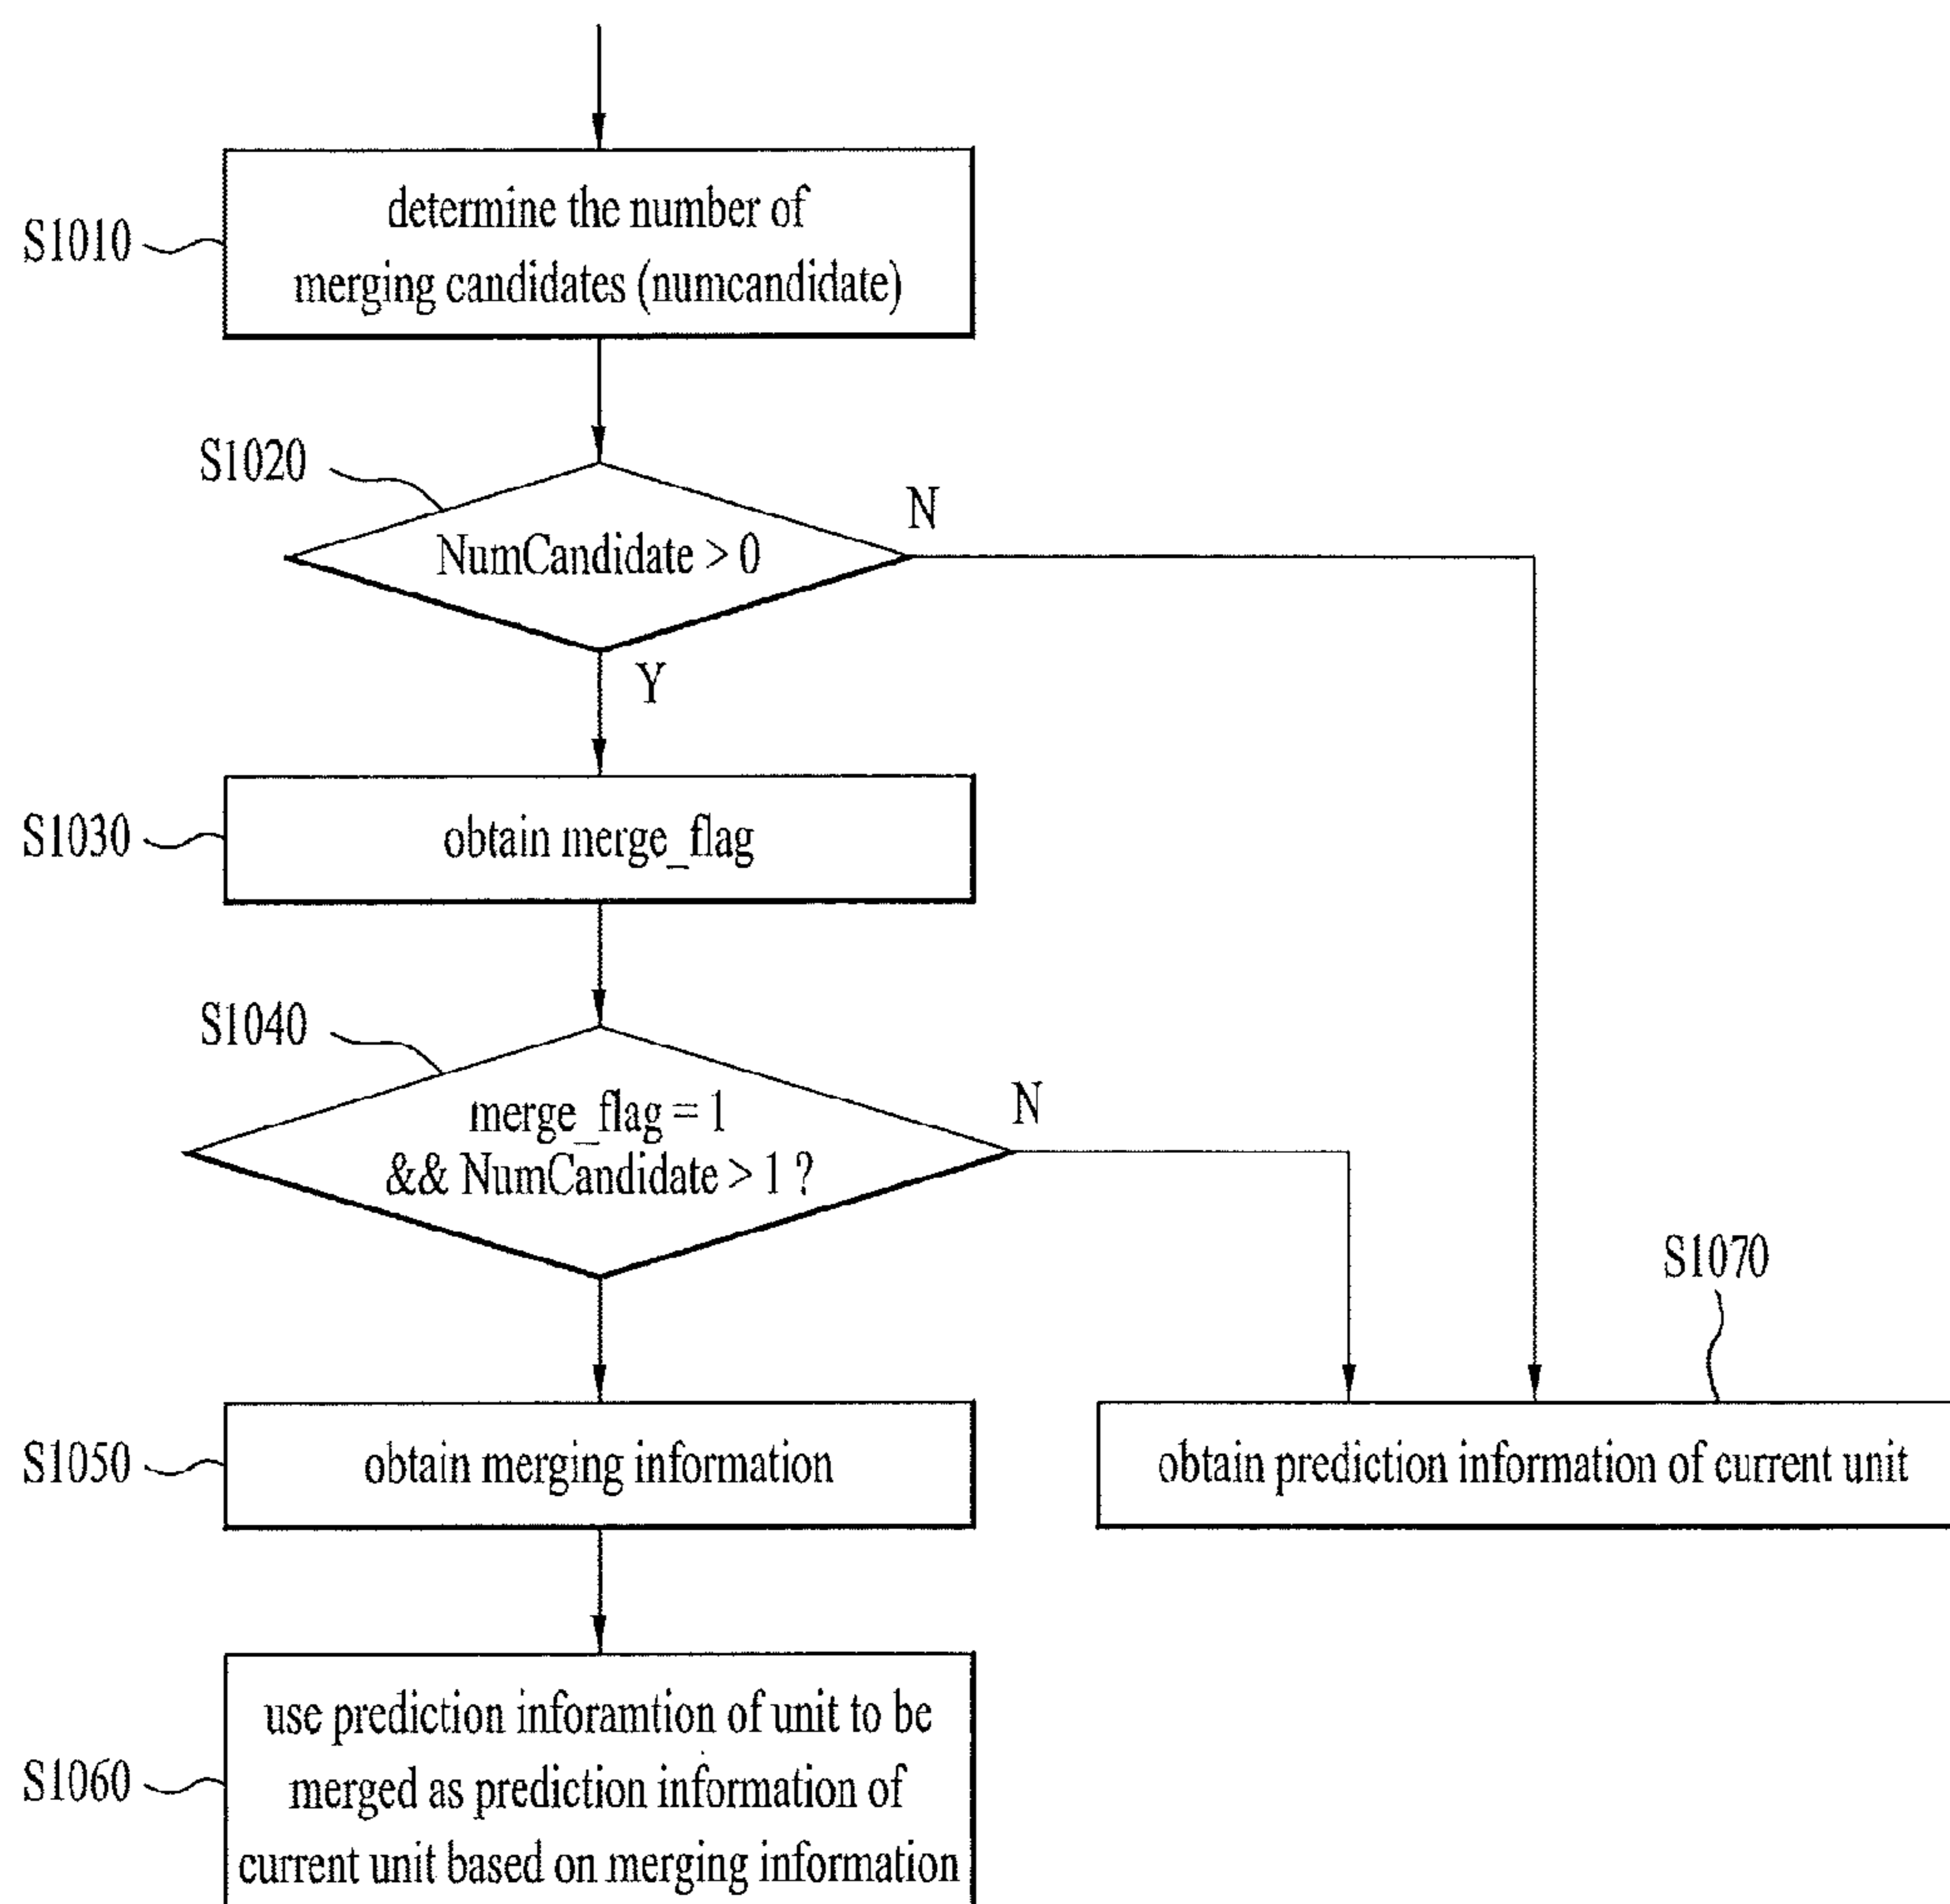 S1010
determine the number of
merging candidates (numcandidate)
S1020
NumCandidate > 0
N
Y
S1030
obtain merge_flag
S1040
merge_flag = 1
&& NumCandidate > 1 ?
N
S1050
obtain merging information
S1070
obtain prediction information of current unit
S1060
use prediction inforamtion of unit to be
merged as prediction information of
current unit based on merging information